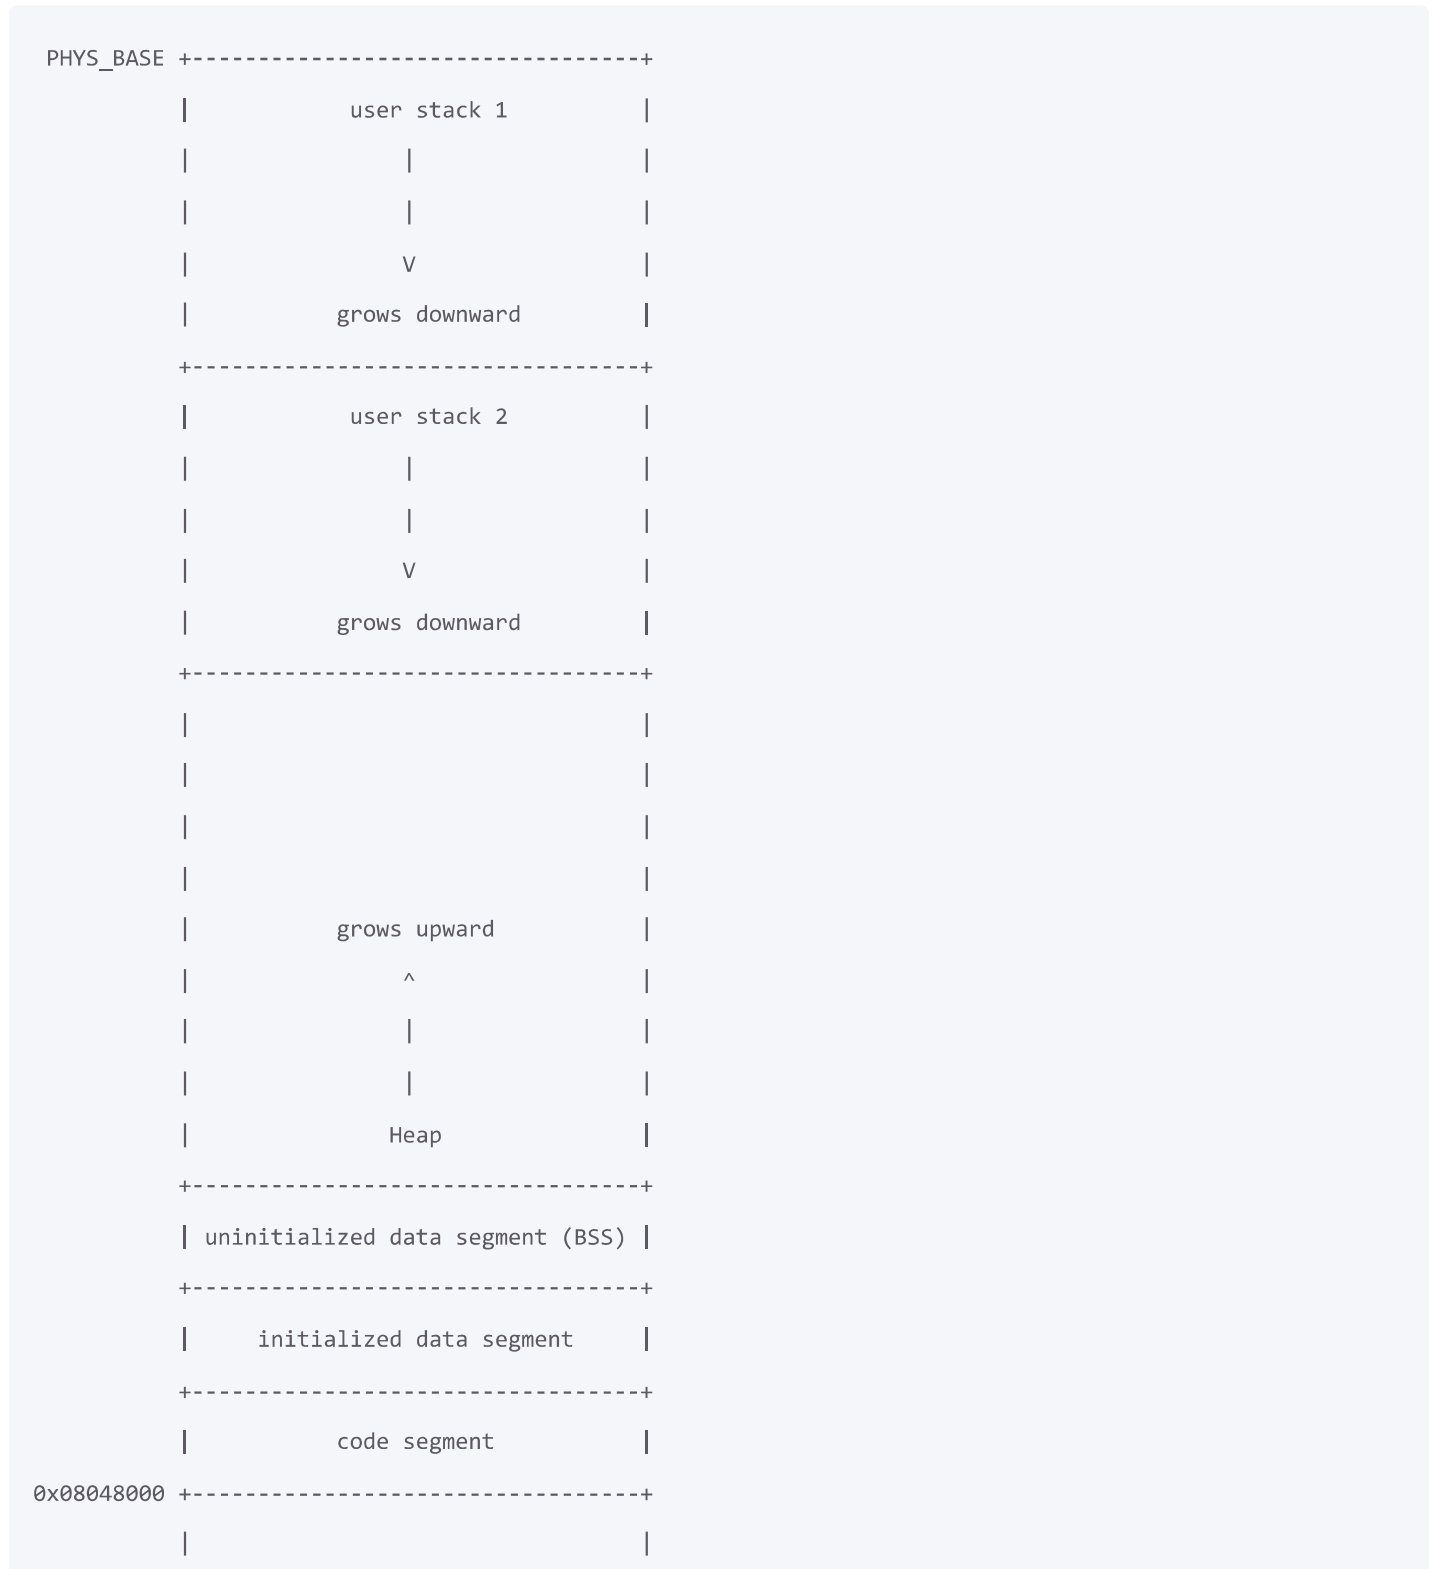 PHYS_BASE +----------------------------------+
          |            user stack 1          |
          |                |                 |
          |                |                 |
          |                V                 |
          |           grows downward         |
          +----------------------------------+
          |            user stack 2          |
          |                |                 |
          |                |                 |
          |                V                 |
          |           grows downward         |
          +----------------------------------+
          |                                  |
          |                                  |
          |                                  |
          |                                  |
          |           grows upward           |
          |                ^                 |
          |                |                 |
          |                |                 |
          |               Heap               |
          +----------------------------------+
          | uninitialized data segment (BSS) |
          +----------------------------------+
          |     initialized data segment     |
          +----------------------------------+
          |           code segment           |
0x08048000 +----------------------------------+
          |                                  |